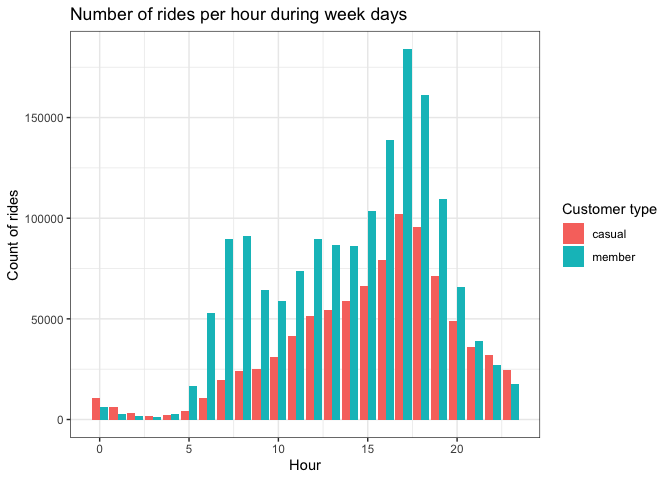 Number of rides per hour during week days
150000
100000
50000
0
Count of rides
0 5 10 15 20
Hour
Customer type
casual
member